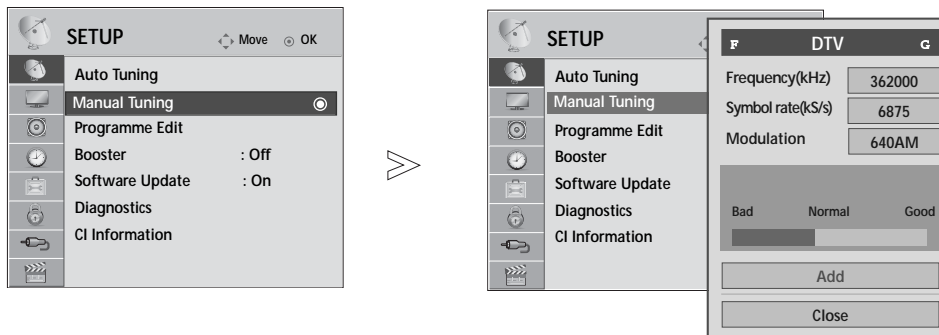 SETUP Move OK
Auto Tuning
Manual Tuning
Programme Edit
Booster : Off
Software Update : On
Diagnostics
CI Information
SETUP
Auto Tuning
Manual Tuning
Programme Edit
Booster
Software Update
Diagnostics
CI Information
F DTV G
Frequency(kHz) 362000
Symbol rate(kS/s) 6875
Modulation 640AM
Bad Normal Good
Add
Close